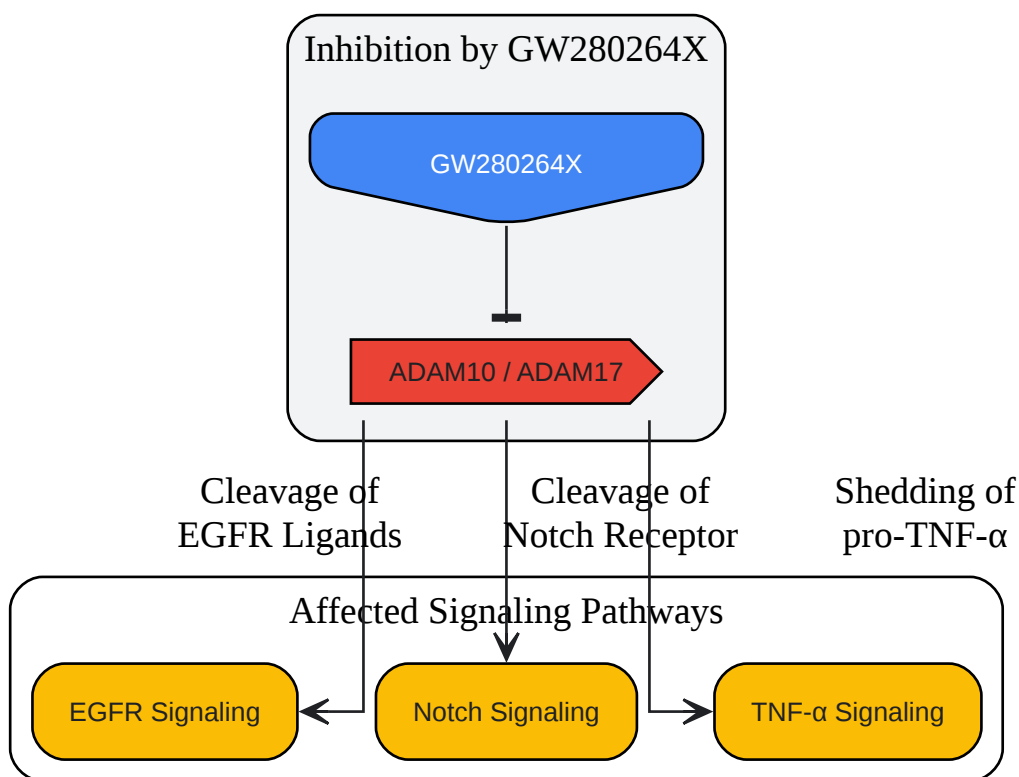 Inhibition by GW280264X
GW280264X
ADAM10 / ADAM17
Cleavage of
EGFR Ligands
Cleavage of
Notch Receptor
Shedding of
pro-TNF-α
Affected Signaling Pathways
EGFR Signaling
Notch Signaling
TNF-α Signaling